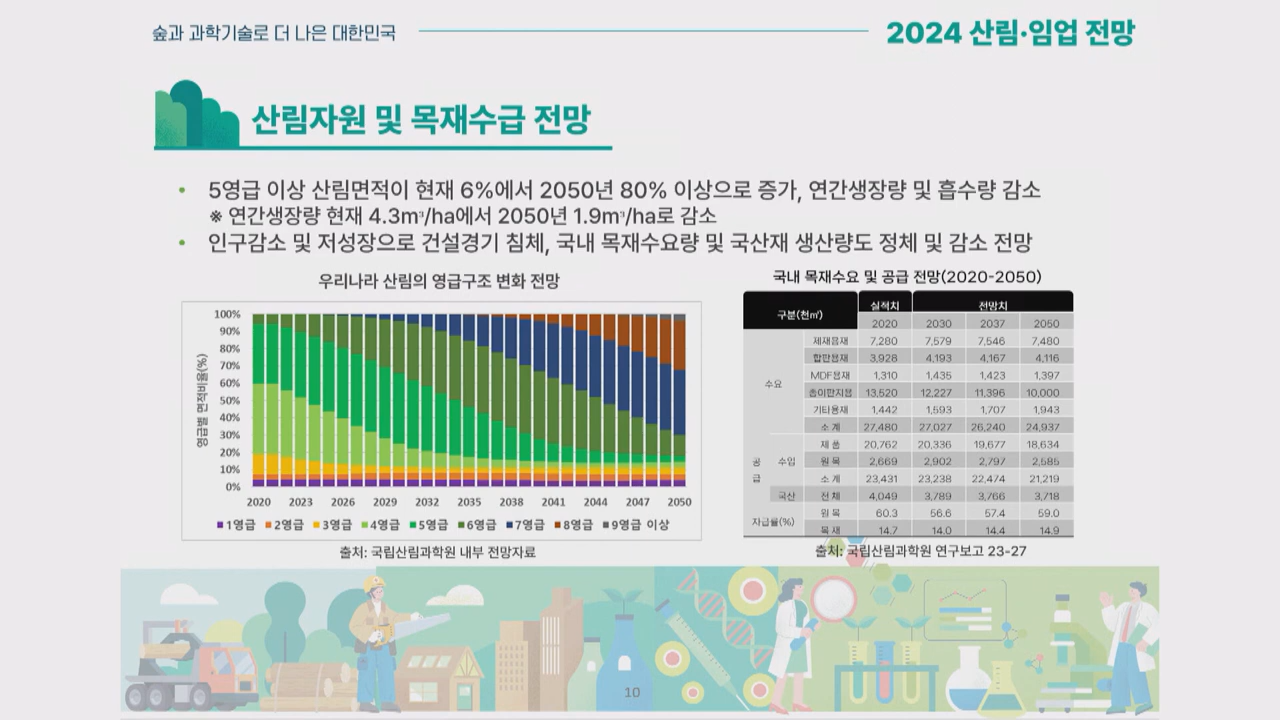 숲과 과학기술로 더 나은 대한민국
2024 산림·임업 전망
산림자원 및 목재수급 전망
• 5영급 이상 산림면적이 현재 6%에서 2050년 80% 이상으로 증가, 연간생장량 및 흡수량 감소
※ 연간생장량 현재 4.3m³/ha에서 2050년 1.9m³/ha로 감소
• 인구감소 및 저성장으로 건설경기 침체, 국내 목재수요량 및 국산재 생산량도 정체 및 감소 전망
우리나라 산림의 영급구조 변화 전망
영급별 면적비율(%)
100%
90%
80%
70%
60%
50%
40%
30%
20%
10%
0%
2020 2023 2026 2029 2032 2035 2038 2041 2044 2047 2050
1영급 2영급 3영급 4영급 5영급 6영급 7영급 8영급 9영급 이상
출처: 국립산림과학원 내부 전망자료
국내 목재수요 및 공급 전망(2020-2050)
구분(천㎥) 실적치 전망치
2020 2030 2037 2050
수요
제재용재 7,280 7,579 7,546 7,480
합판용재 3,928 4,193 4,167 4,116
MDF용재 1,310 1,435 1,423 1,397
총이판지용 13,520 12,227 11,396 10,000
기타용재 1,442 1,593 1,707 1,943
소 계 27,480 27,027 26,240 24,937
공급
수입
제 품 20,762 20,336 19,677 18,634
원 목 2,669 2,902 2,797 2,585
소 계 23,431 23,238 22,474 21,219
국산 전 체 4,049 3,789 3,766 3,718
자급률(%)
원 목 60.3 56.6 57.4 59.0
목 재 14.7 14.0 14.4 14.9
출처: 국립산림과학원 연구보고 23-27
10